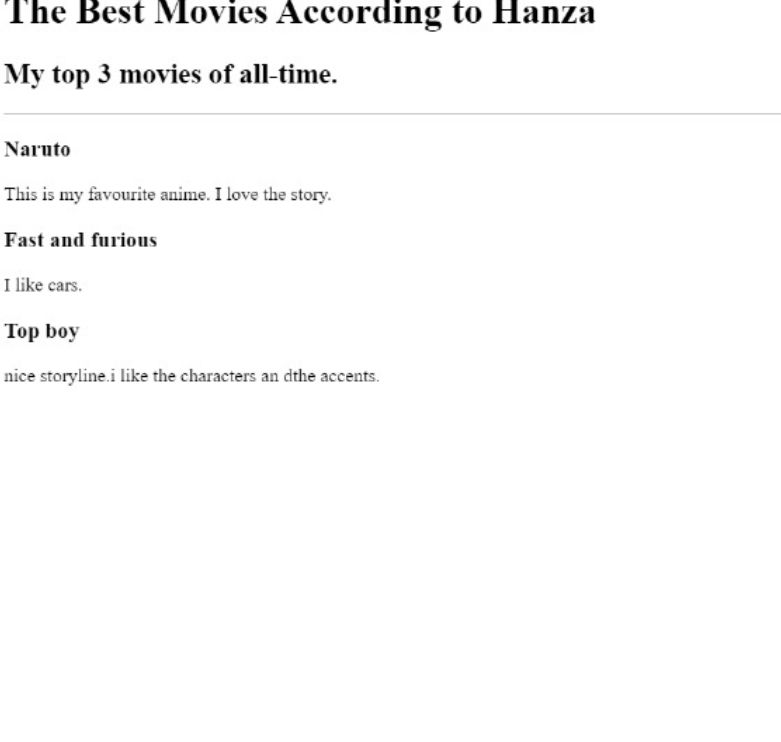 The Best Movies According to Hanza
My top 3 movies of all-time.
Naruto
This is my favourite anime. I love the story.
Fast and furious
I like cars.
Top boy
nice storyline.i like the characters an dthe accents.